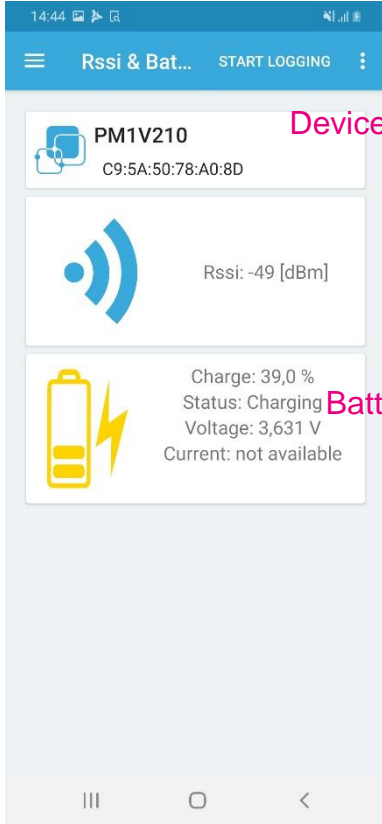 14:44
Rssi & Bat... START LOGGING
Device
PM1V210
C9:5A:50:78:A0:8D
Rssi: -49 [dBm]
Charge: 39,0 %
Status: Charging
Batt
Voltage: 3,631 V
Current: not available